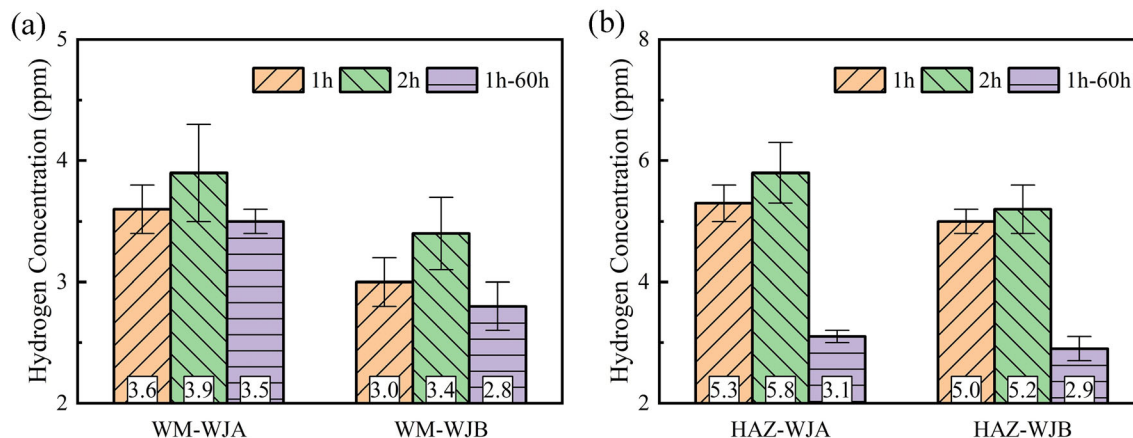 (a)
Hydrogen Concentration (ppm)
5
4
3
2
1h 2h 1h-60h
3.6 3.9 3.5 3.0 3.4 2.8
WM-WJA WM-WJB
(b)
Hydrogen Concentration (ppm)
8
6
4
2
1h 2h 1h-60h
5.3 5.8 3.1 5.0 5.2 2.9
HAZ-WJA HAZ-WJB